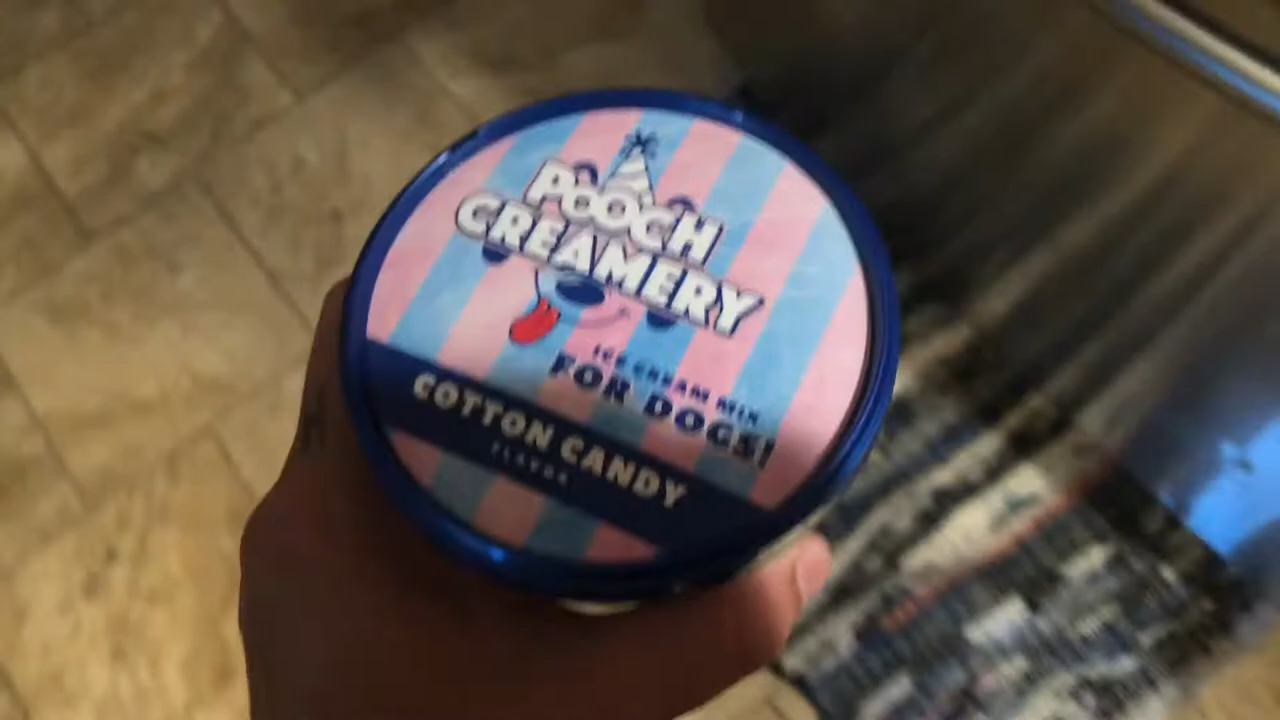 POOCH
CREAMERY
ICE CREAM MIX
FOR DOGS!
COTTON CANDY
FLAVOR